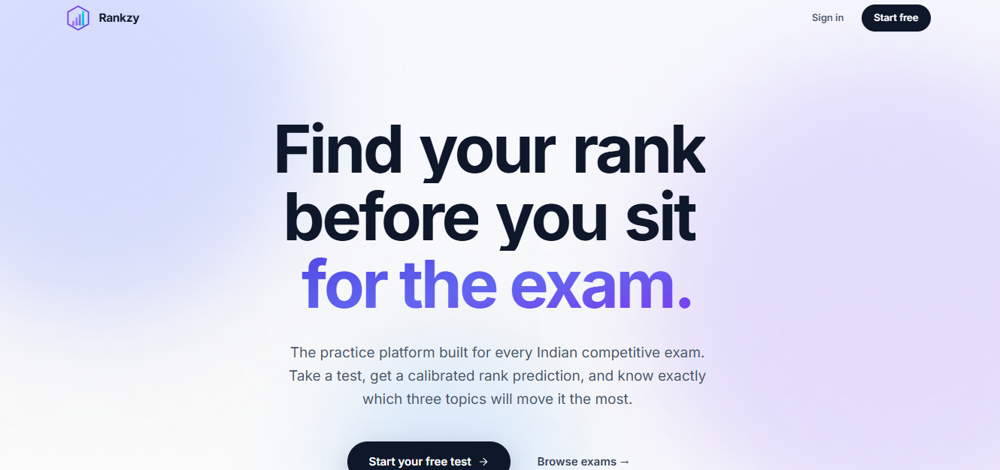 Rankzy
Sign in
Start free
Find your rank
before you sit
for the exam.
The practice platform built for every Indian competitive exam.
Take a test, get a calibrated rank prediction, and know exactly
which three topics will move it the most.
Start your free test →
Browse exams →